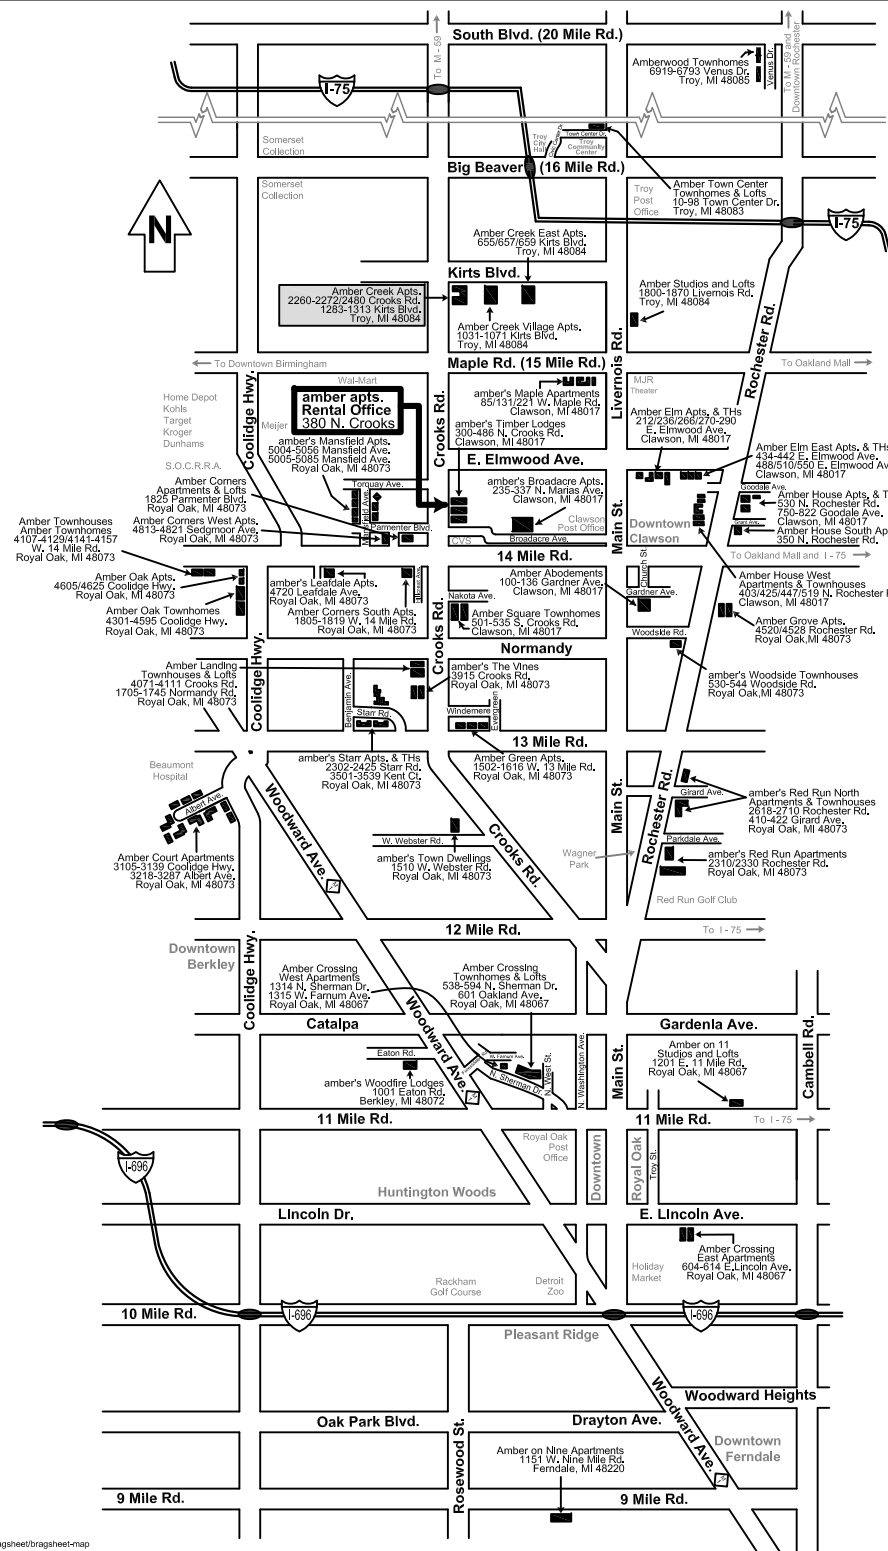 South Blvd. (20 Mile Rd.)
To M - 59
To M - 59 and
Downtown Rochester
Amberwood Townhomes
6919-6793 Venus Dr.
Troy, MI 48085
Venus Dr.
I-75
Somerset
Collection
Troy
City
Hall
Civic Center Dr.
Town Center Dr.
Troy
Community
Center
Big Beaver (16 Mile Rd.)
Somerset
Collection
Troy
Post
Office
Amber Town Center
Townhomes & Lofts
10-98 Town Center Dr.
Troy, MI 48083
N
I-75
Amber Creek East Apts.
655/657/659 Kirts Blvd.
Troy, MI 48084
Kirts Blvd.
Amber Creek Apts.
2260-2272/2480 Crooks Rd.
1283-1313 Kirts Blvd.
Troy, MI 48084
Amber Studios and Lofts
1800-1870 Livernois Rd.
Troy, MI 48084
Amber Creek Village Apts.
1031-1071 KIrts Blvd.
Troy, MI 48084
Livernois Rd.
Rochester Rd.
To Downtown Birmingham
Maple Rd. (15 Mile Rd.)
To Oakland Mall
Coolidge Hwy.
Crooks Rd.
Wal-Mart
Home Depot
Kohls
Target
Kroger
Dunhams
Meijer
S.O.C.R.R.A.
amber apts.
Rental Office
380 N. Crooks
amber's Maple Apartments
85/131/221 W. Maple Rd.
Clawson, MI 48017
MJR
Theater
amber's Timber Lodges
300-486 N. Crooks Rd.
Clawson, MI 48017
Amber Elm Apts. & THs
212/236/266/270-290
E. Elmwood Ave.
Clawson, MI 48017
amber's Mansfield Apts.
5004-5056 Mansfield Ave.
5005-5085 Mansfield Ave.
Royal Oak, MI 48073
E. Elmwood Ave.
Amber Elm East Apts. & THs
434-442 E. Elmwood Ave.
488/510/550 E. Elmwood Ave
Clawson, MI 48017
Amber Corners
Apartments & Lofts
1825 Parmenter Blvd.
Royal Oak, MI 48073
Torquay Ave.
Mansfield Ave.
Parmenter Blvd.
amber's Broadacre Apts.
235-337 N. Marias Ave.
Clawson, MI 48017
Clawson
Post Office
CVS
Broadacre Ave.
Main St.
Downtown
Clawson
Goodale Ave.
Grant Ave.
Amber House Apts. & T
530 N. Rochester Rd.
750-822 Goodale Ave.
Clawson, MI 48017
Amber House South Ap
350 N. Rochester Rd.
Amber Townhouses
Amber Townhomes
4107-4129/4141-4157
W. 14 Mile Rd.
Royal Oak, MI 48073
Amber Corners West Apts.
4813-4821 Sedgmoor Ave.
Royal Oak, MI 48073
14 Mile Rd.
To Oakland Mall and I - 75
Amber Oak Apts.
4605/4625 Coolidge Hwy.
Royal Oak, MI 48073
amber's Leafdale Apts.
4720 Leafdale Ave.
Royal Oak, MI 48073
Amber Abodements
100-136 Gardner Ave.
Clawson, MI 48017
Church St.
Gardner Ave.
Nakota Ave.
Amber House West
Apartments & Townhouses
403/425/447/519 N. Rochester R
Clawson, MI 48017
Amber Oak Townhomes
4301-4595 Coolidge Hwy.
Royal Oak, MI 48073
Amber Corners South Apts.
1805-1819 W. 14 Mile Rd.
Royal Oak, MI 48073
Crooks Rd.
Amber Square Townhomes
501-535 S. Crooks Rd.
Clawson, MI 48017
Amber Grove Apts.
4520/4528 Rochester Rd.
Royal Oak, MI 48073
Woodside Rd.
Normandy
Coolidge Hwy.
Amber Landing
Townhouses & Lofts
4071-4111 Crooks Rd.
1705-1745 Normandy Rd.
Royal Oak, MI 48073
amber's The Vines
3915 Crooks Rd.
Royal Oak, MI 48073
amber's Woodside Townhouses
530-544 Woodside Rd.
Royal Oak,MI 48073
Benjamin Ave.
Starr Rd.
Windemere
Evergreen
13 Mile Rd.
amber's Starr Apts. & THs
2302-2425 Starr Rd.
3501-3539 Kent Ct.
Royal Oak, MI 48073
Amber Green Apts.
1502-1616 W. 13 Mile Rd.
Royal Oak, MI 48073
Beaumont
Hospital
Albert Ave.
Woodward Ave.
Crooks Rd.
Main St.
Rochester Rd.
Girard Ave.
Parkdale Ave.
amber's Red Run North
Apartments & Townhouses
2618-2710 Rochester Rd.
410-422 Girard Ave.
Royal Oak, MI 48073
W. Webster Rd.
amber's Town Dwellings
1510 W. Webster Rd.
Royal Oak, MI 48073
Wagner
Park
amber's Red Run Apartments
2310/2330 Rochester Rd.
Royal Oak, MI 48073
Amber Court Apartments
3105-3139 Coolidge Hwy.
3218-3287 Albert Ave.
Royal Oak, MI 48073
Red Run Golf Club
12 Mile Rd.
To I - 75
Downtown
Berkley
Coolidge Hwy.
Amber Crossing
West Apartments
1314 N. Sherman Dr.
1315 W. Farnum Ave.
Royal Oak, MI 48067
Amber Crossing
Townhomes & Lofts
538-594 N. Sherman Dr.
601 Oakland Ave.
Royal Oak, MI 48067
Catalpa
Woodward Ave.
Gardenia Ave.
Cambell Rd.
Eaton Rd.
W. Farnum Ave.
N. Sherman Dr.
N. West St.
N. Washington Ave.
Main St.
amber's Woodfire Lodges
1001 Eaton Rd.
Berkley, MI 48072
Amber on 11
Studios and Lofts
1201 E. 11 Mile Rd.
Royal Oak, MI 48067
11 Mile Rd.
11 Mile Rd.
To I - 75
I-696
Royal Oak
Post
Office
Downtown
Royal Oak
Troy St.
Huntington Woods
Lincoln Dr.
E. Lincoln Ave.
Amber Crossing
East Apartments
604-614 E.Lincoln Ave.
Royal Oak, MI 48067
Rackham
Golf Course
Detroit
Zoo
Holiday
Market
10 Mile Rd.
I-696
I-696
Pleasant Ridge
Woodward Ave.
Woodward Heights
Oak Park Blvd.
Rosewood St.
Drayton Ave.
Amber on Nine Apartments
1151 W. Nine Mile Rd.
Ferndale, MI 48220
Downtown
Ferndale
9 Mile Rd.
9 Mile Rd.
agsheet/bragsheet-map